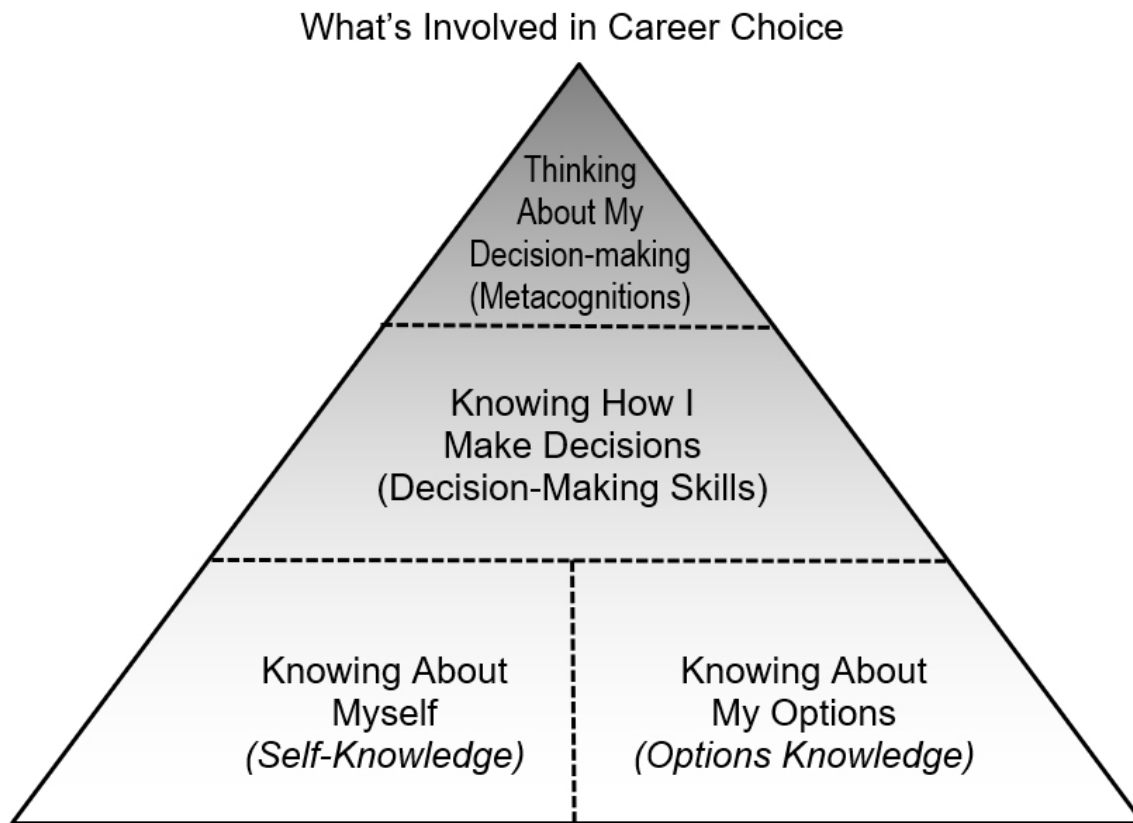 What’s Involved in Career Choice
Thinking
About My
Decision-making
(Metacognitions)
Knowing How I
Make Decisions
(Decision-Making Skills)
Knowing About
Myself
(Self-Knowledge)
Knowing About
My Options
(Options Knowledge)